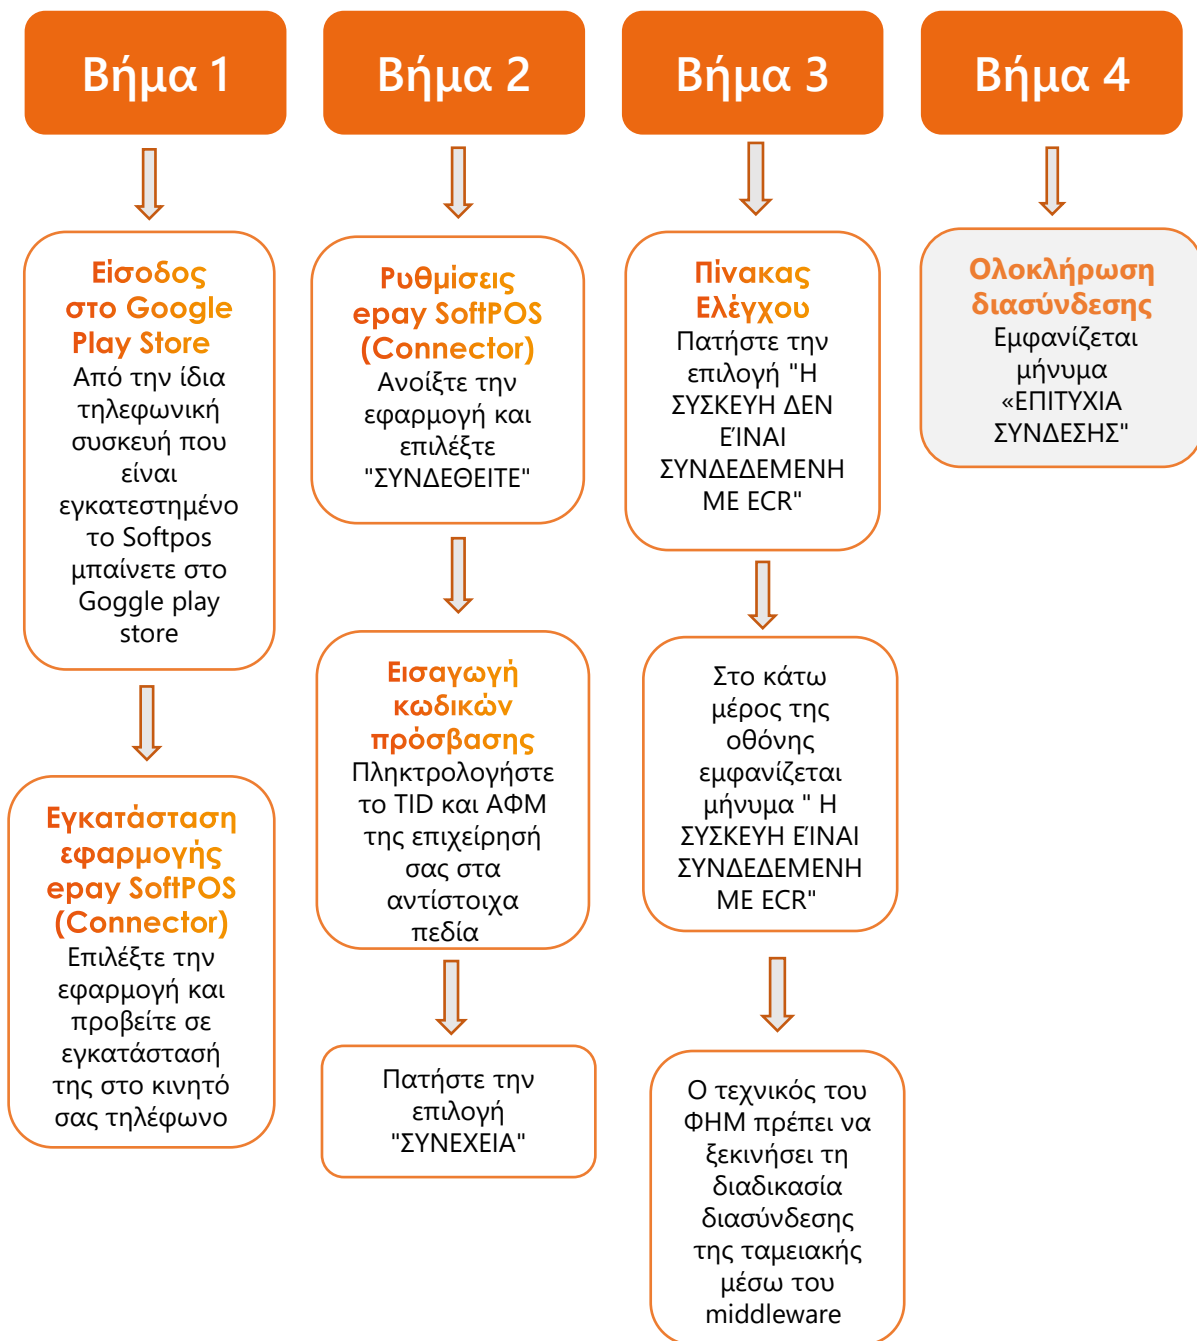 Βήμα 1
Είσοδος
στο Google
Play Store
Από την ίδια
τηλεφωνική
συσκευή που
είναι
εγκατεστημένο
το Softpos
μπαίνετε στο
Goggle play
store
Εγκατάσταση
εφαρμογής
epay SoftPOS
(Connector)
Επιλέξτε την
εφαρμογή και
προβείτε σε
εγκατάστασή
της στο κινητό
σας τηλέφωνο
Βήμα 2
Ρυθμίσεις
epay SoftPOS
(Connector)
Ανοίξτε την
εφαρμογή και
επιλέξτε
"ΣΥΝΔΕΘΕΙΤΕ"
Εισαγωγή
κωδικών
πρόσβασης
Πληκτρολογήστε
το TID και ΑΦΜ
της επιχείρησή
σας στα
αντίστοιχα
πεδία
Πατήστε την
επιλογή
"ΣΥΝΕΧΕΙΑ"
Βήμα 3
Πίνακας
Ελέγχου
Πατήστε την
επιλογή "Η
ΣΥΣΚΕΥΗ ΔΕΝ
ΕΊΝΑΙ
ΣΥΝΔΕΔΕΜΕΝΗ
ΜΕ ECR"
Στο κάτω
μέρος της
οθόνης
εμφανίζεται
μήνυμα " Η
ΣΥΣΚΕΥΗ ΕΊΝΑΙ
ΣΥΝΔΕΔΕΜΕΝΗ
ΜΕ ECR"
Ο τεχνικός του
ΦΗΜ πρέπει να
ξεκινήσει τη
διαδικασία
διασύνδεσης
της ταμειακής
μέσω του
middleware
Βήμα 4
Ολοκλήρωση
διασύνδεσης
Εμφανίζεται
μήνυμα
«ΕΠΙΤΥΧΙΑ
ΣΥΝΔΕΣΗΣ"